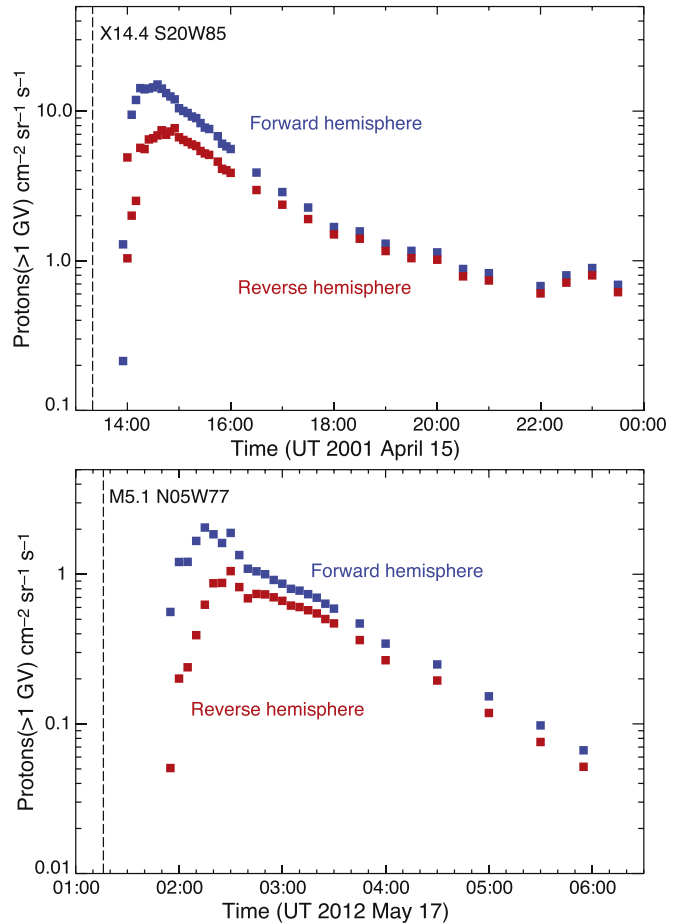 X14.4 S20W85
10.0
Forward hemisphere
Protons(>1 GV) cm−2 sr−1 s−1
1.0
Reverse hemisphere
0.1
14:00 16:00 18:00 20:00 22:00 00:00
Time (UT 2001 April 15)
M5.1 N05W77
1
Forward hemisphere
Protons(>1 GV) cm−2 sr−1 s−1
Reverse hemisphere
0.1
0.01
01:00 02:00 03:00 04:00 05:00 06:00
Time (UT 2012 May 17)